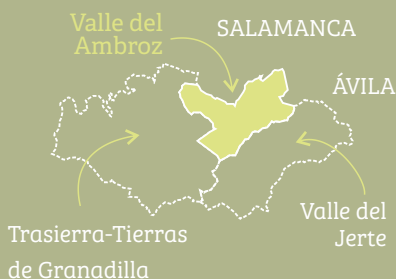 Valle del
Ambroz
SALAMANCA
ÁVILA
Trasierra-Tierras
de Granadilla
Valle del
Jerte